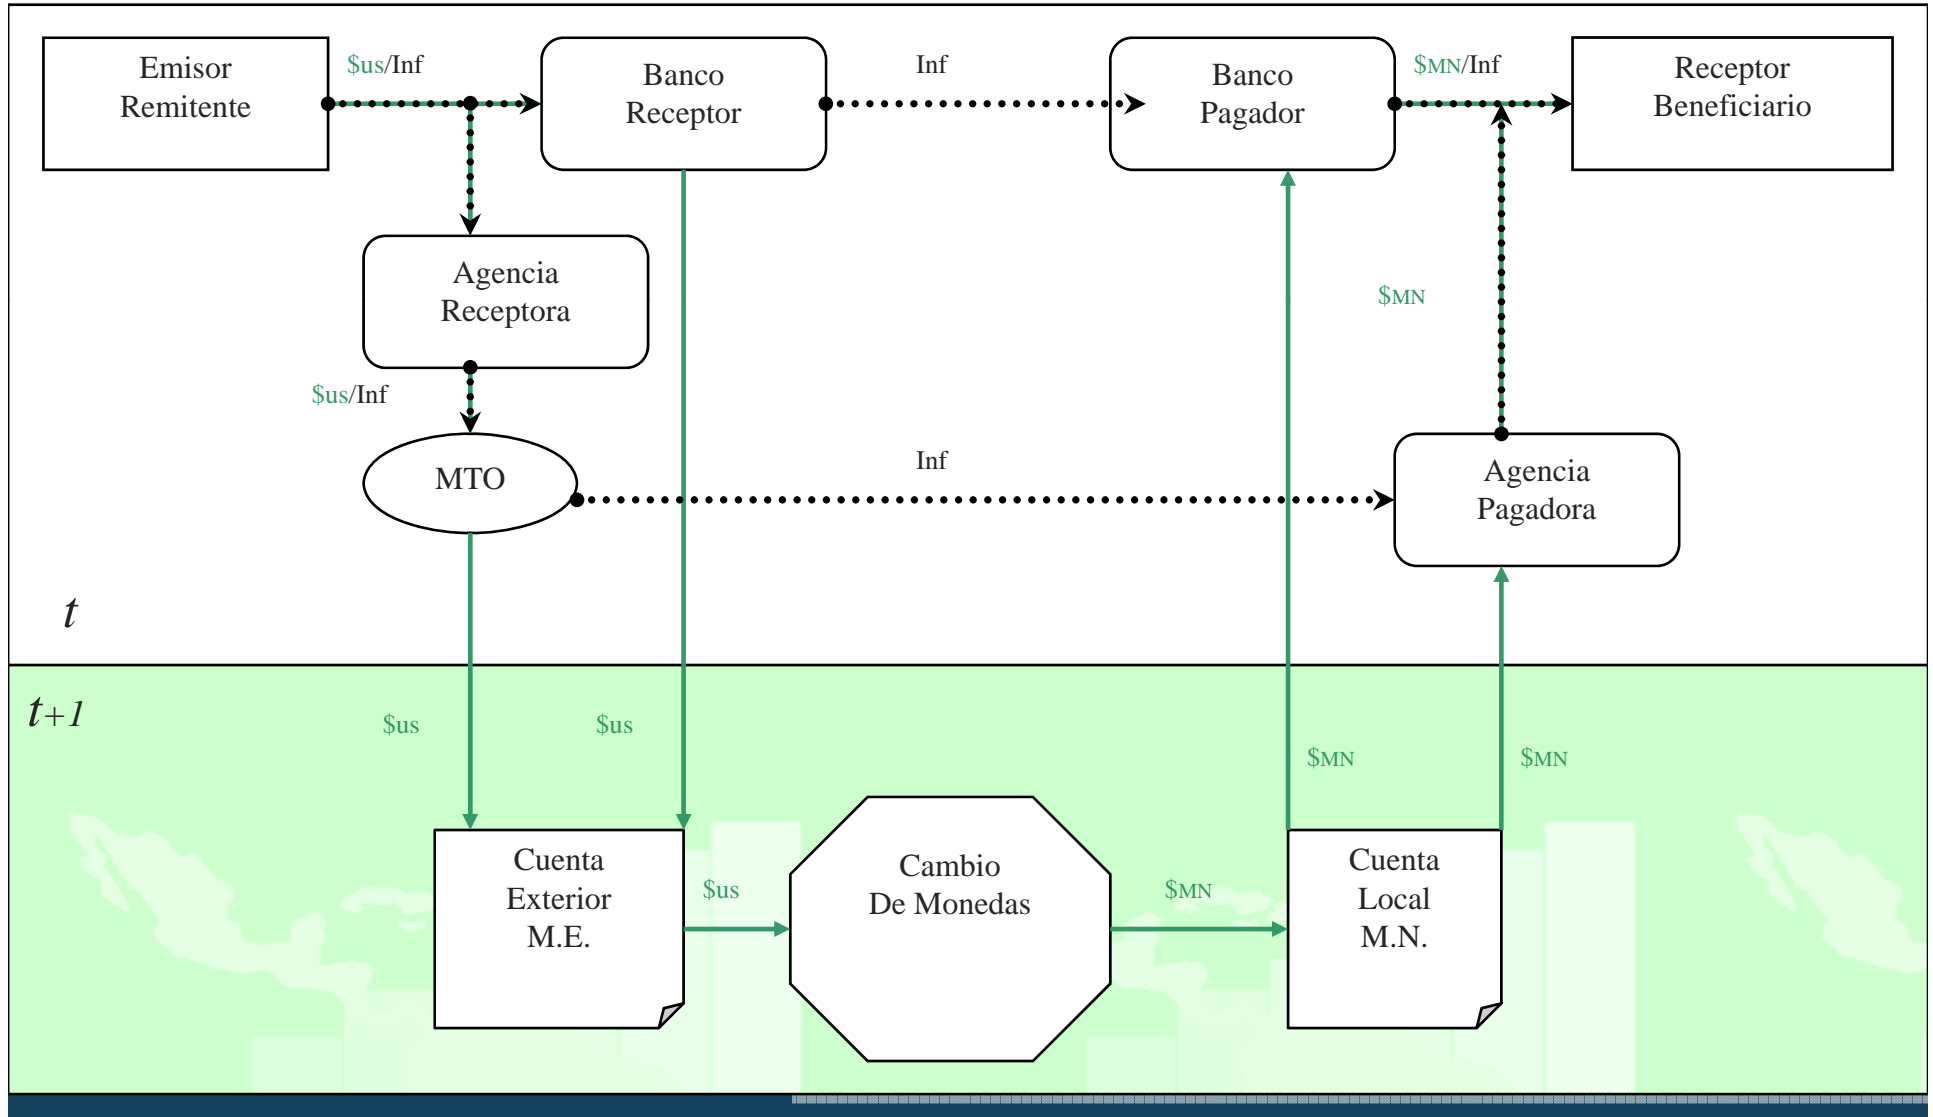 Emisor
Remitente
$us/Inf
Banco
Receptor
Inf
Banco
Pagador
$MN/Inf
Receptor
Beneficiario
Agencia
Receptora
$MN
$us/Inf
MTO
Inf
Agencia
Pagadora
t
t+1
$us
$us
$MN
$MN
Cuenta
Exterior
M.E.
$us
Cambio
De Monedas
$MN
Cuenta
Local
M.N.